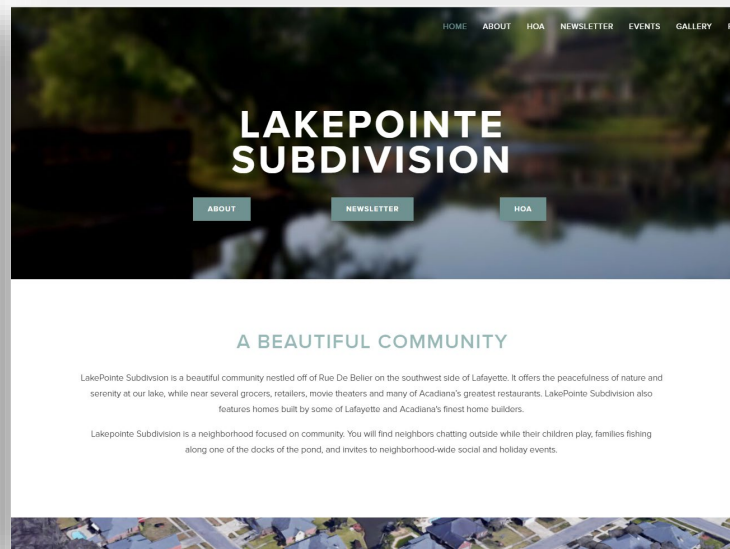 HOME ABOUT HOA NEWSLETTER EVENTS GALLERY
LAKEPOINTE
SUBDIVISION
ABOUT NEWSLETTER HOA
A BEAUTIFUL COMMUNITY
LakePointe Subdivsion is a beautiful community nestled off of Rue De Belier on the southwest side of Lafayette. It offers the peacefulness of nature and
serenity at our lake, while near several grocers, retailers, movie theaters and many of Acadiana's greatest restaurants. LakePointe Subdivision also
features homes built by some of Lafayette and Acadiana's finest home builders.
Lakepointe Subdivision is a neighborhood focused on community. You will find neighbors chatting outside while their children play, families fishing
along one of the docks of the pond, and invites to neighborhood-wide social and holiday events.